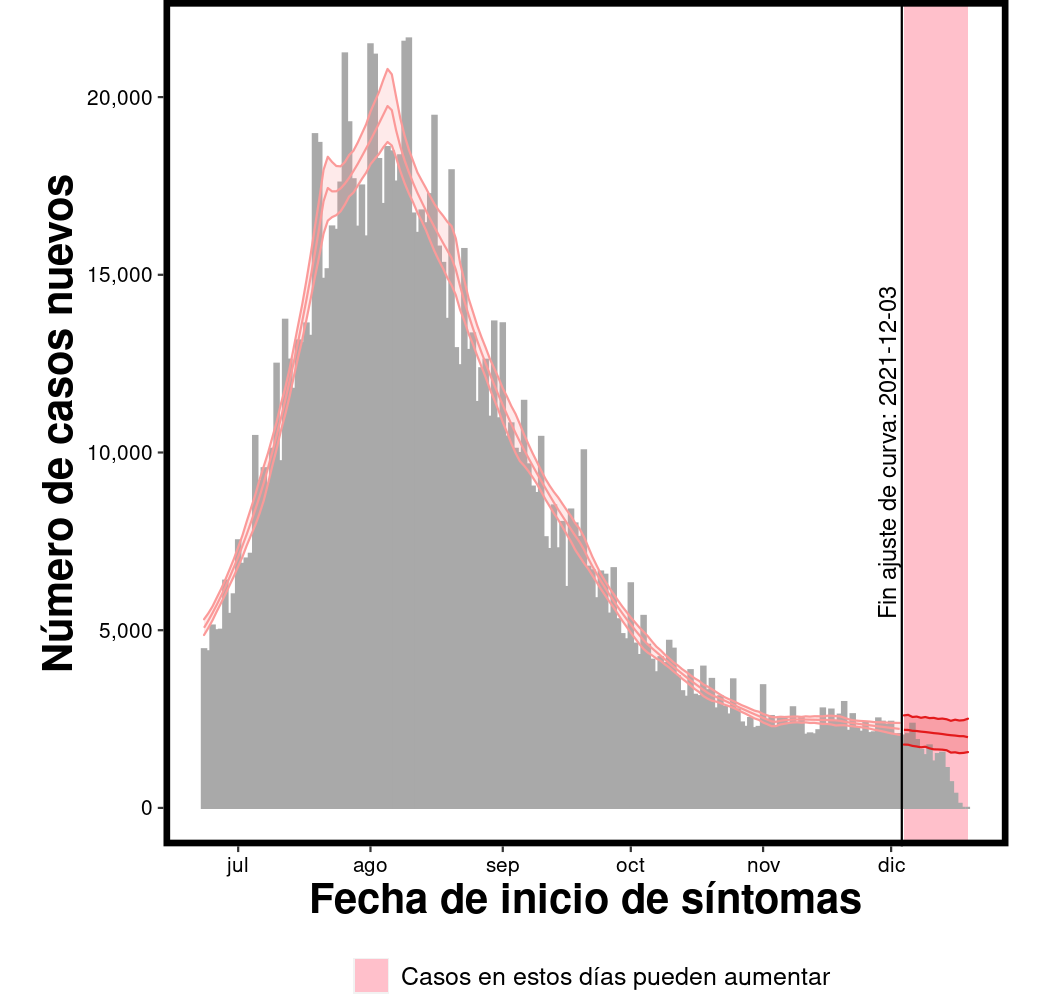 Número de casos nuevos
20,000
15,000
10,000
5,000
0
Fin ajuste de curva: 2021-12-03
jul ago sep oct nov dic
Fecha de inicio de síntomas
Casos en estos días pueden aumentar